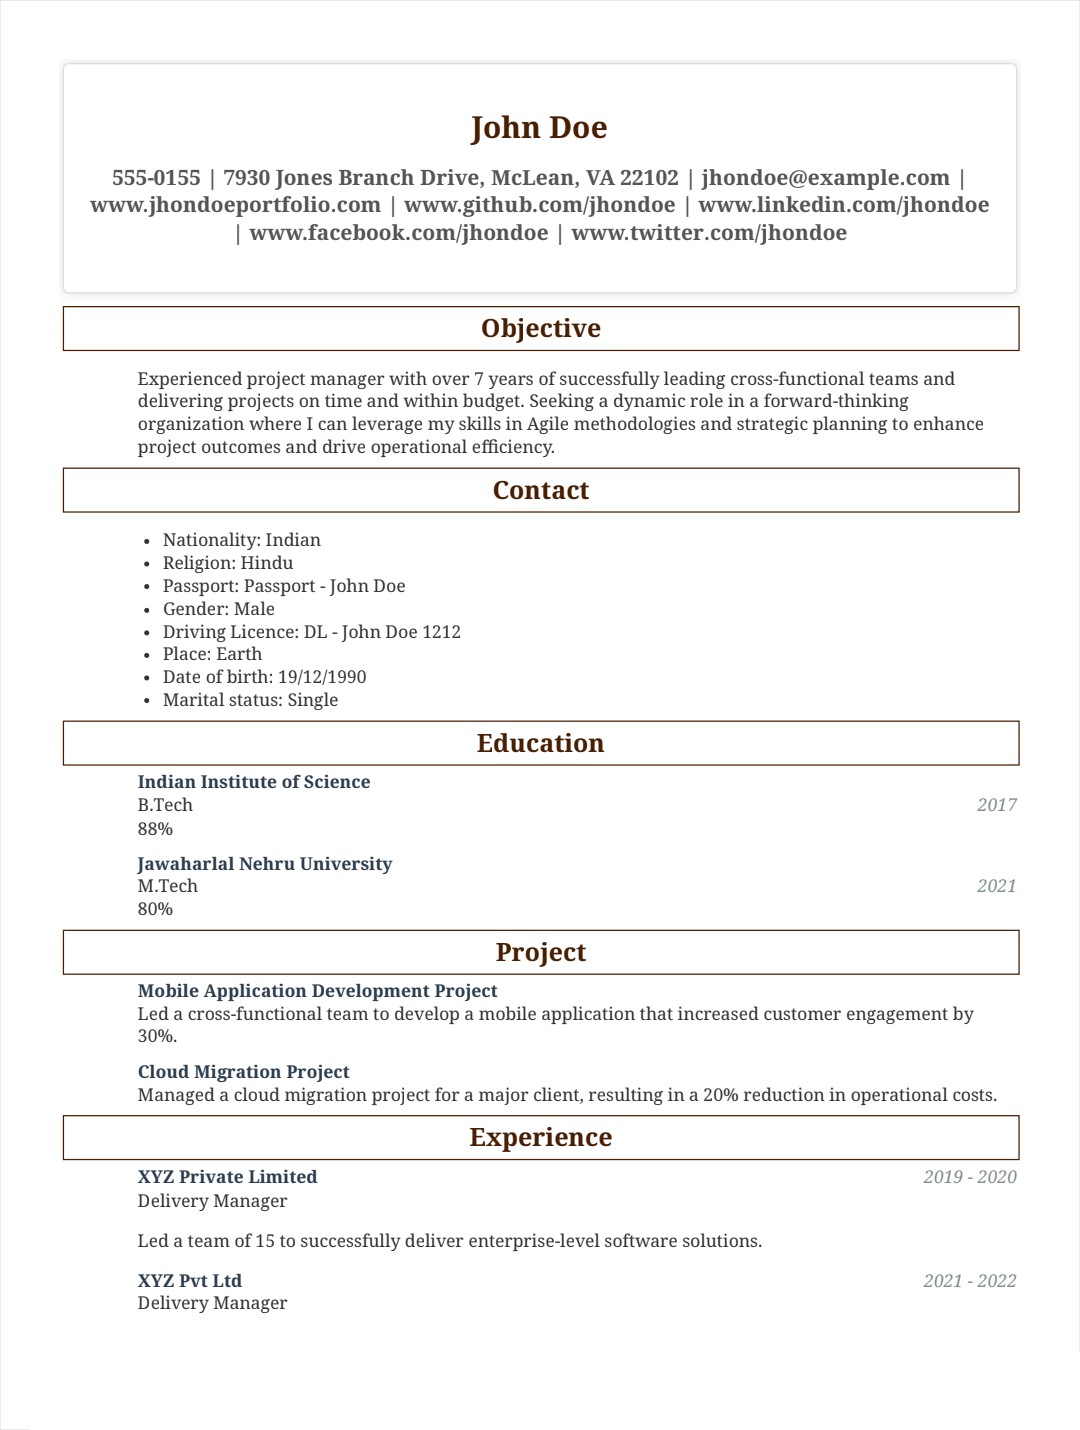 John Doe
555-0155 | 7930 Jones Branch Drive, McLean, VA 22102 | jhondoe@example.com |
www.jhondoeportfolio.com | www.github.com/jhondoe | www.linkedin.com/jhondoe
| www.facebook.com/jhondoe | www.twitter.com/jhondoe
Objective
Experienced project manager with over 7 years of successfully leading cross-functional teams and
delivering projects on time and within budget. Seeking a dynamic role in a forward-thinking
organization where I can leverage my skills in Agile methodologies and strategic planning to enhance
project outcomes and drive operational efficiency.
Contact
• Nationality: Indian
• Religion: Hindu
• Passport: Passport - John Doe
• Gender: Male
• Driving Licence: DL - John Doe 1212
• Place: Earth
• Date of birth: 19/12/1990
• Marital status: Single
Education
Indian Institute of Science
B.Tech 2017
88%
Jawaharlal Nehru University
M.Tech 2021
80%
Project
Mobile Application Development Project
Led a cross-functional team to develop a mobile application that increased customer engagement by
30%.
Cloud Migration Project
Managed a cloud migration project for a major client, resulting in a 20% reduction in operational costs.
Experience
XYZ Private Limited 2019 - 2020
Delivery Manager
Led a team of 15 to successfully deliver enterprise-level software solutions.
XYZ Pvt Ltd 2021 - 2022
Delivery Manager